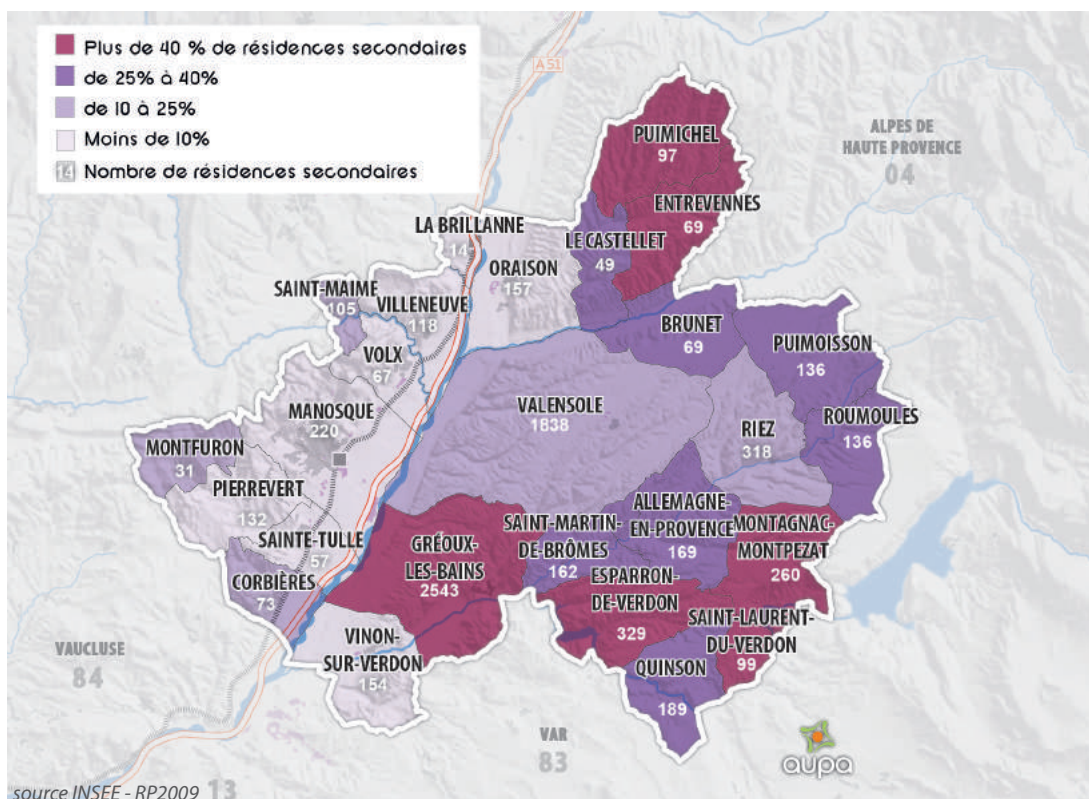 Plus de 40 % de résidences secondaires
de 25% à 40%
de 10 à 25%
Moins de 10%
14 Nombre de résidences secondaires
A 51
ALPES DE
HAUTE PROVENCE
04
PUIMICHEL
97
ENTREVENNES
69
LA BRILLANNE
14
LE CASTELLET
49
ORAISON
157
SAINT-MAIME
105
VILLENEUVE
118
VOLX
67
BRUNET
69
PUIMOISSON
136
VALENSOLE
1838
MANOSQUE
220
RIEZ
318
ROUMOULES
136
MONTFURON
31
PIERREVERT
132
SAINTE-TULLE
57
CORBIÈRES
73
GRÉOUX-
LES-BAINS
2543
SAINT-MARTIN-
DE-BRÔMES
162
ALLEMAGNE-
EN-PROVENCE
169
MONTAGNAC-
MONTPEZAT
260
ESPARRON-
DE-VERDON
329
SAINT-LAURENT-
DU-VERDON
99
VINON-
SUR-VERDON
154
QUINSON
189
VAUCLUSE
84
VAR
83
aupa
source INSEE - RP2009
13